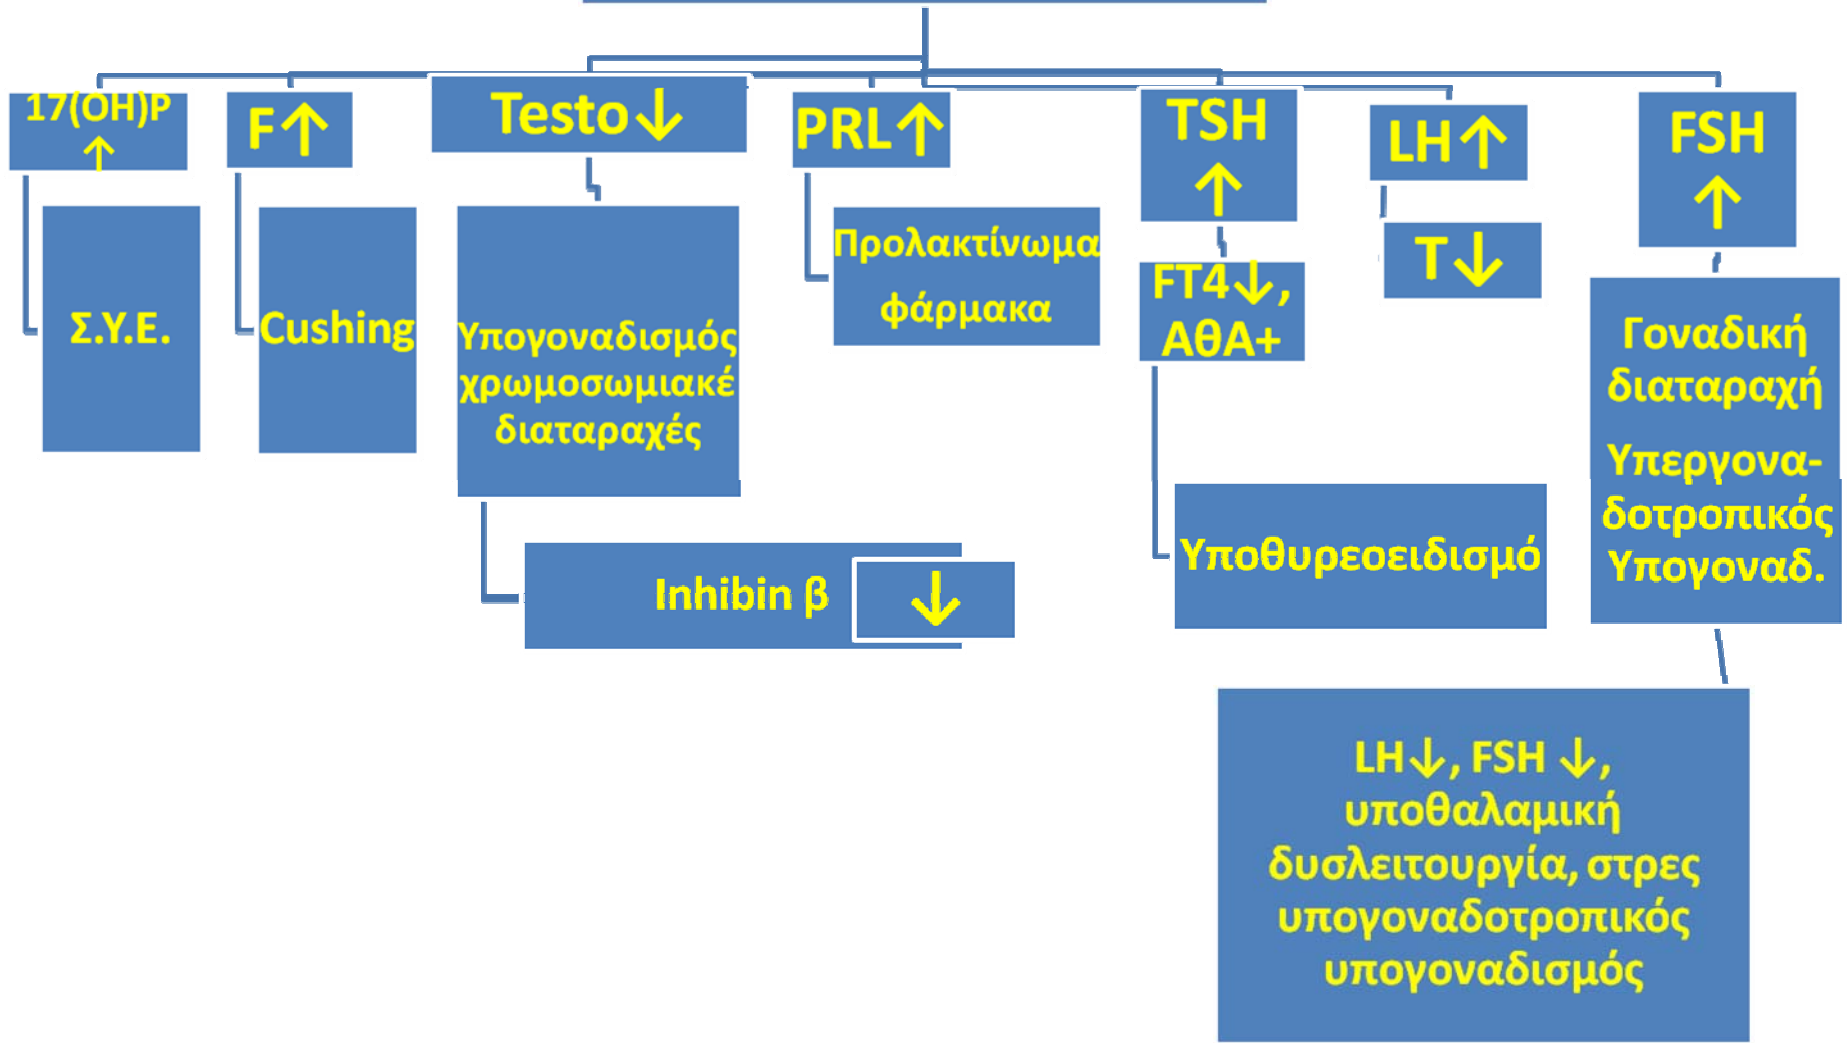 17(OH)P
↑
F↑
Testo↓
PRL↑
TSH
↑
LH↑
FSH
↑
Σ.Υ.Ε.
Cushing
Υπογοναδισμός
χρωμοσωμιακέ
διαταραχές
Inhibin β
↓
Προλακτίνωμα
φάρμακα
FT4↓,
ΑθΑ+
Υποθυρεοειδισμό
T↓
Γοναδική
διαταραχή
Υπεργονα-
δοτροπικός
Υπογοναδ.
LH↓, FSH ↓,
υποθαλαμική
δυσλειτουργία, στρες
υπογοναδοτροπικός
υπογοναδισμός